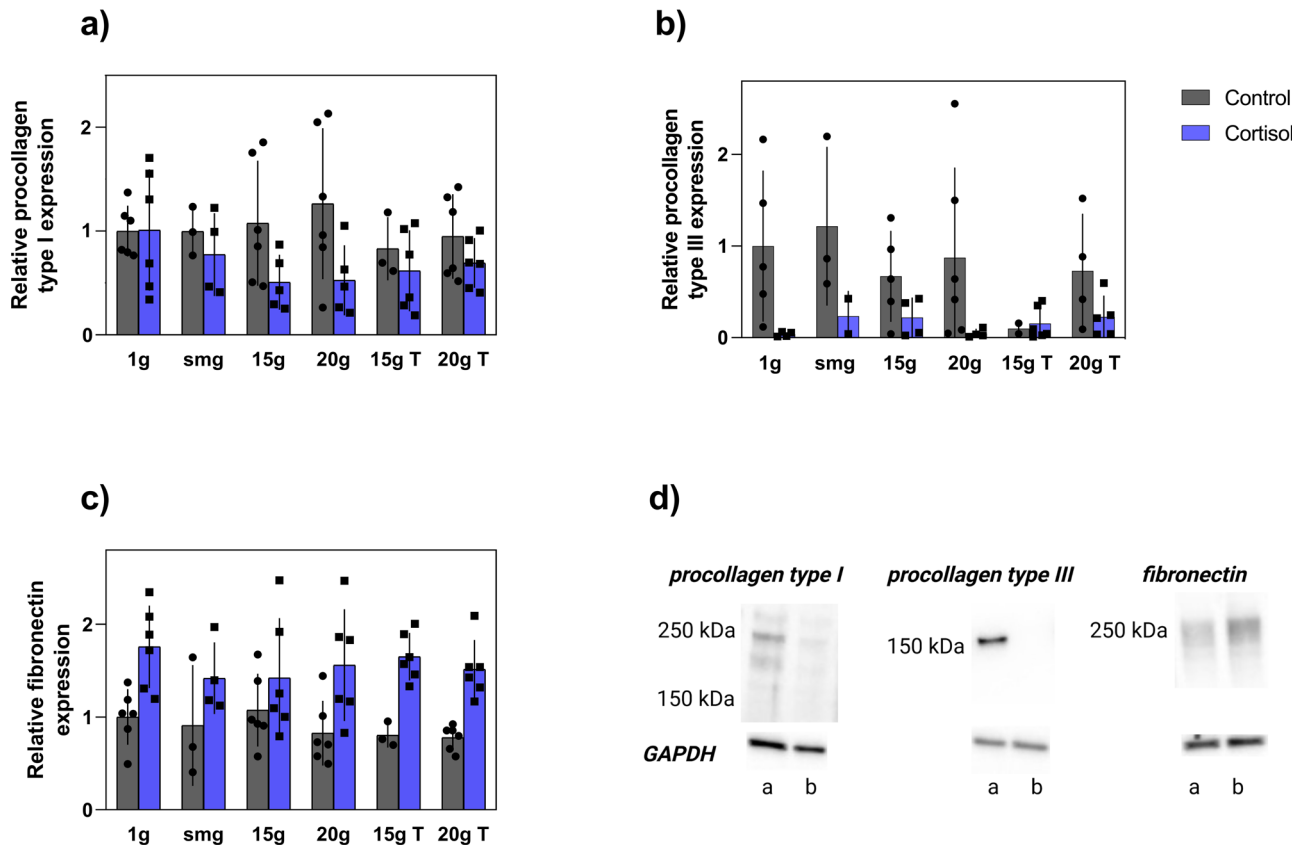 a)
Relative procollagen
type I expression
2
1
0
1g smg 15g 20g 15g T 20g T
b)
Relative procollagen
type III expression
2
1
0
1g smg 15g 20g 15g T 20g T
Control
Cortisol
c)
Relative fibronectin
expression
2
1
0
1g smg 15g 20g 15g T 20g T
d)
procollagen type I
250 kDa
150 kDa
procollagen type III
150 kDa
fibronectin
250 kDa
GAPDH
a b
a b
a b